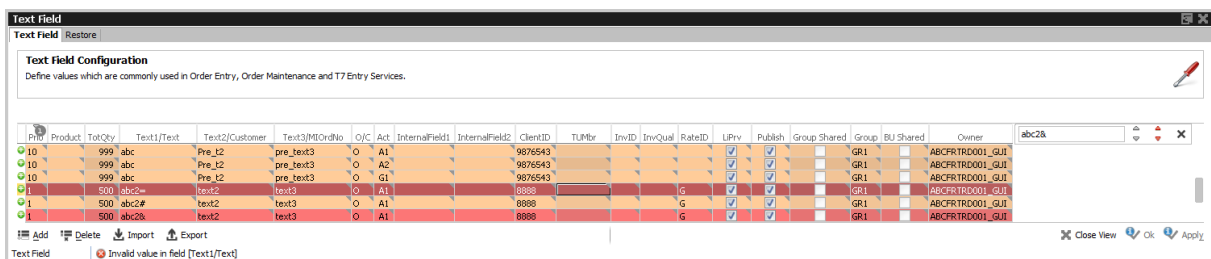 Text Field
Text Field Restore
Text Field Configuration
Define values which are commonly used in Order Entry, Order Maintenance and T7 Entry Services.
Prio Product TotQty Text1/Text Text2/Customer Text3/MIOrdNo O/C Act InternalField1 InternalField2 ClientID TUMbr InvID InvQual RateID LiPrv Publish Group Shared Group BU Shared Owner abc2&
10 999 abc Pre_t2 pre_text3 O A1 9876543 GR1 ABCFRTRD001_GUI
10 999 abc Pre_t2 pre_text3 O A2 9876543 GR1 ABCFRTRD001_GUI
10 999 abc Pre_t2 pre_text3 O G1 9876543 GR1 ABCFRTRD001_GUI
1 500 abc2= text2 text3 O A1 8888 G GR1 ABCFRTRD001_GUI
1 500 abc2# text2 text3 O A1 8888 G GR1 ABCFRTRD001_GUI
1 500 abc2& text2 text3 O A1 8888 G GR1 ABCFRTRD001_GUI
Add Delete Import Export Close View Ok Apply
Text Field Invalid value in field [Text1/Text]